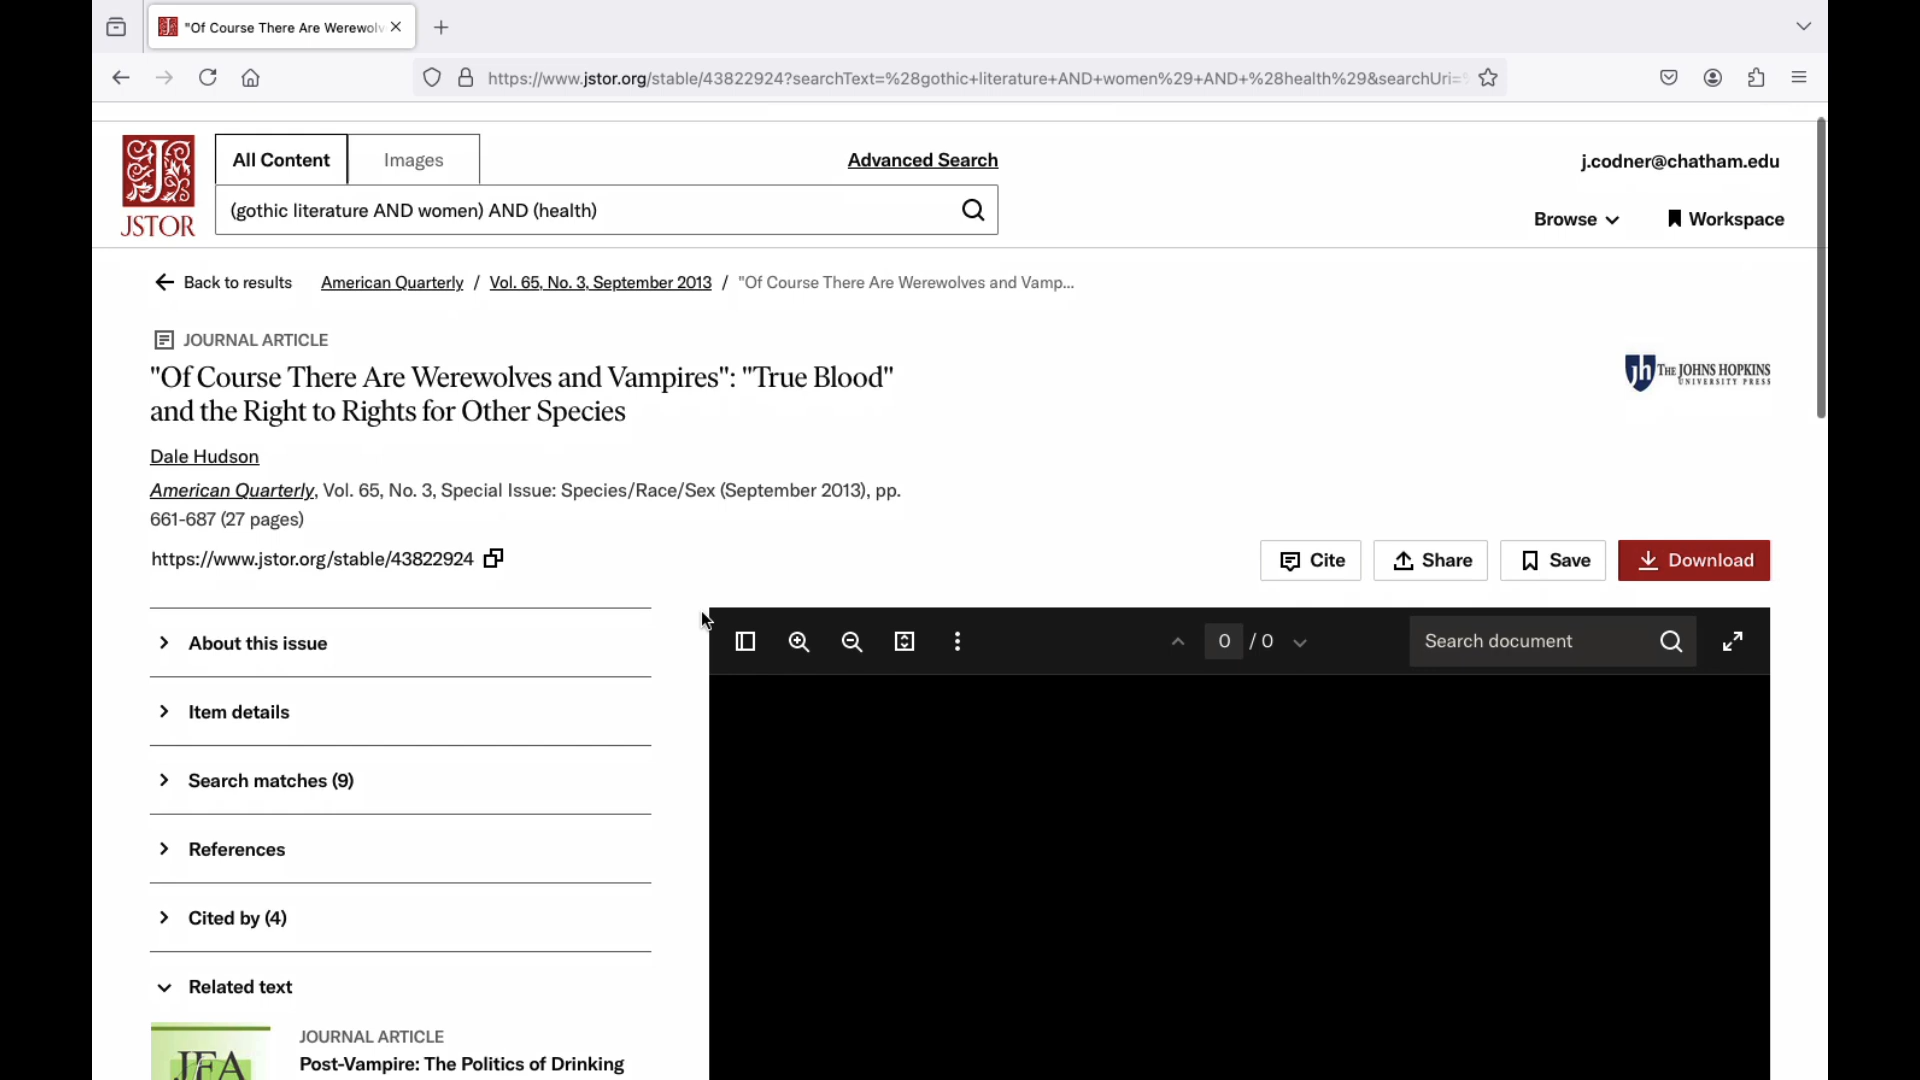 "Of Course There Are Werewolv
https://www.jstor.org/stable/43822924?searchText=%28gothic+literature+AND+women%29+AND+%28health%29&searchUri=%
All Content
Images
Advanced Search
j.codner@chatham.edu
JSTOR
(gothic literature AND women) AND (health)
Browse
Workspace
Back to results
American Quarterly / Vol. 65, No. 3, September 2013 / "Of Course There Are Werewolves and Vamp...
JOURNAL ARTICLE
"Of Course There Are Werewolves and Vampires": "True Blood"
and the Right to Rights for Other Species
jh THE JOHNS HOPKINS
UNIVERSITY PRESS
Dale Hudson
American Quarterly, Vol. 65, No. 3, Special Issue: Species/Race/Sex (September 2013), pp.
661-687 (27 pages)
https://www.jstor.org/stable/43822924
Cite
Share
Save
Download
About this issue
0 / 0
Search document
Item details
Search matches (9)
References
Cited by (4)
Related text
JFA
JOURNAL ARTICLE
Post-Vampire: The Politics of Drinking